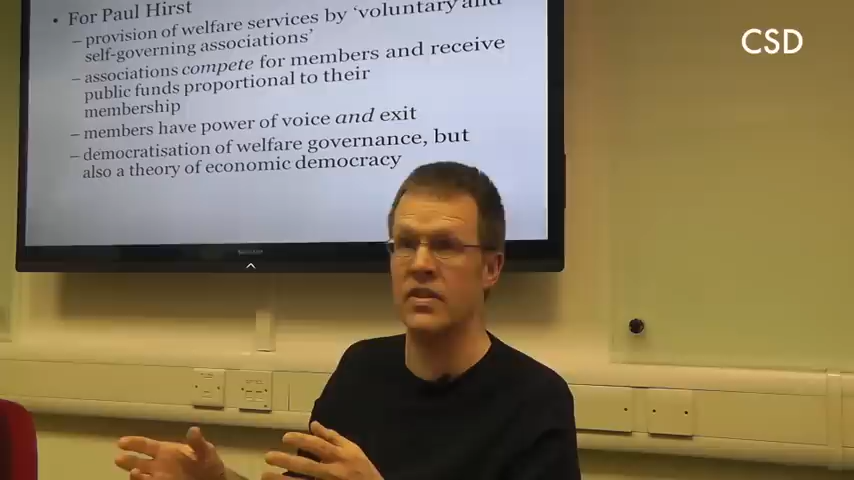 • For Paul Hirst
– provision of welfare services by 'voluntary and
self-governing associations'
– associations compete for members and receive
public funds proportional to their
membership
– members have power of voice and exit
– democratisation of welfare governance, but
also a theory of economic democracy
CSD